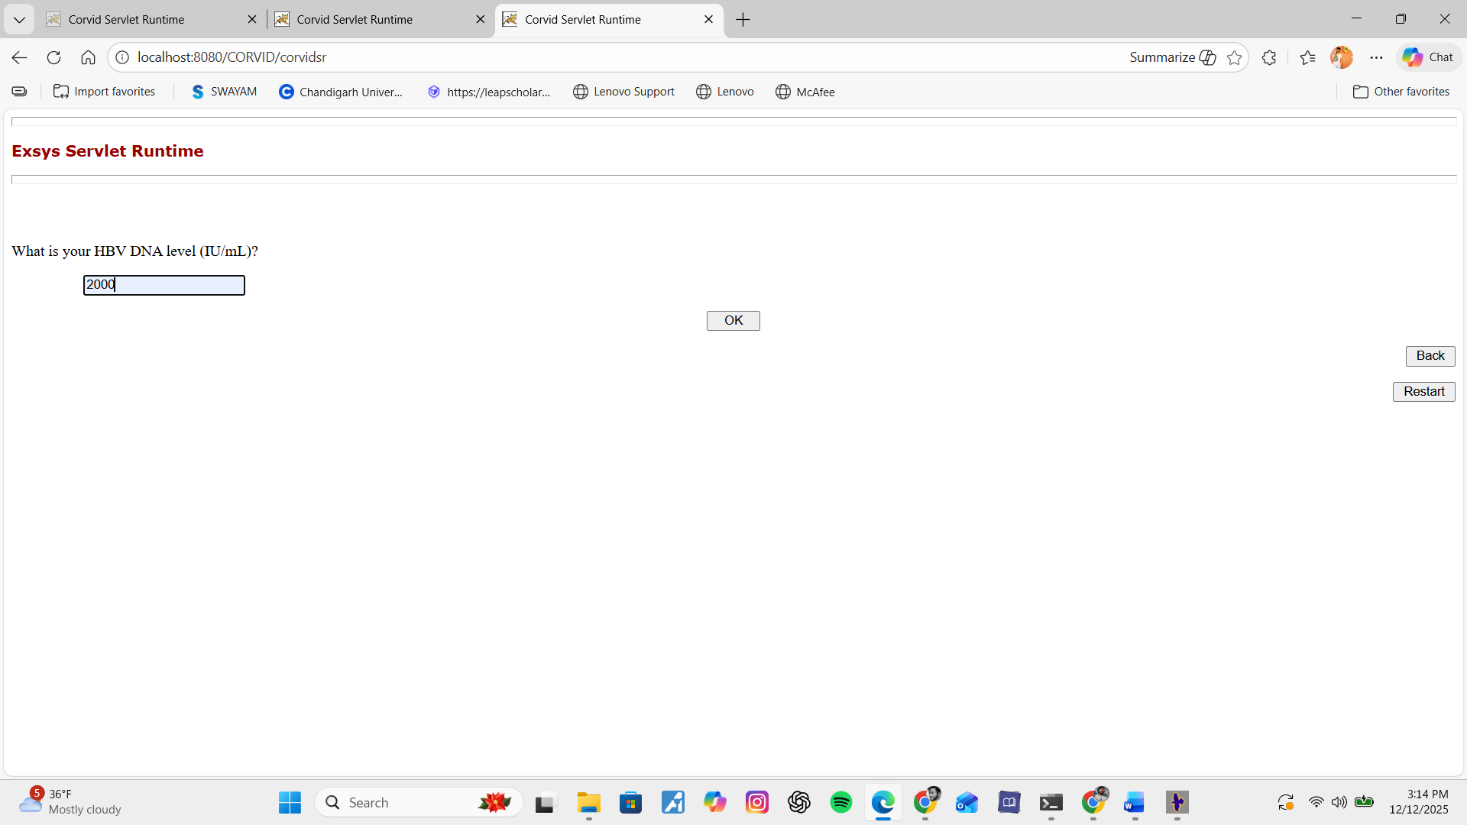 Corvid Servlet Runtime
Corvid Servlet Runtime
Corvid Servlet Runtime
localhost:8080/CORVID/corvidsr
Summarize
Chat
Import favorites
SWAYAM
Chandigarh Univer...
https://leapscholar...
Lenovo Support
Lenovo
McAfee
Other favorites
Exsys Servlet Runtime
What is your HBV DNA level (IU/mL)?
2000
OK
Back
Restart
5
36°F
Mostly cloudy
Search
3:14 PM
12/12/2025